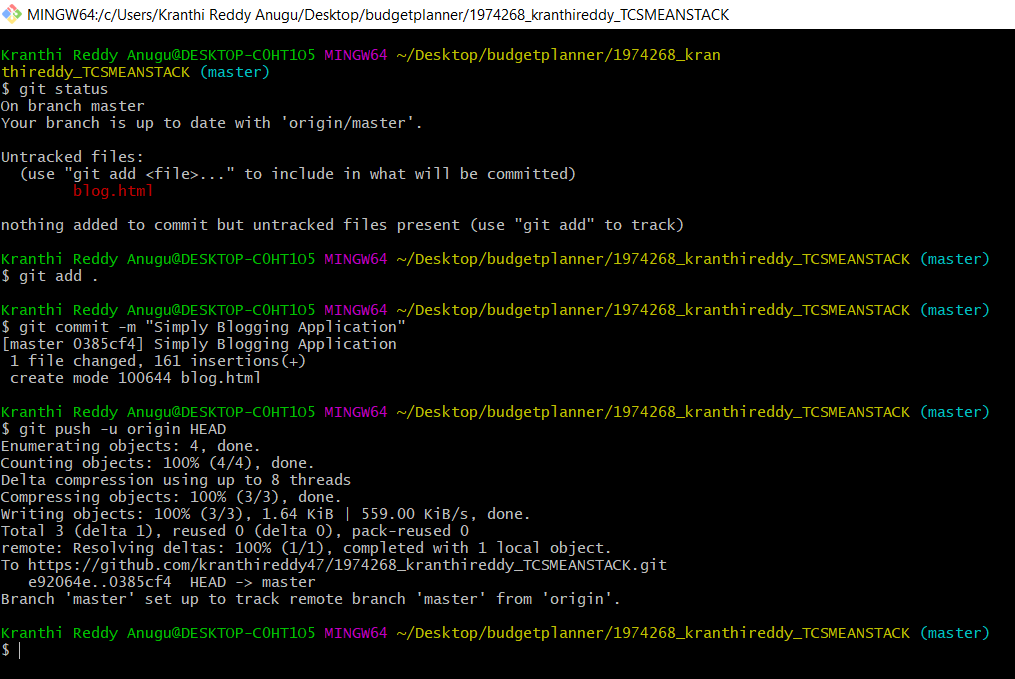 MINGW64:/c/Users/Kranthi Reddy Anugu/Desktop/budgetplanner/1974268_kranthireddy_TCSMEANSTACK
Kranthi Reddy Anugu@DESKTOP-C0HT1O5 MINGW64 ~/Desktop/budgetplanner/1974268_kran
thireddy_TCSMEANSTACK (master)
$ git status
On branch master
Your branch is up to date with 'origin/master'.
Untracked files:
  (use "git add <file>..." to include in what will be committed)
        blog.html
nothing added to commit but untracked files present (use "git add" to track)
Kranthi Reddy Anugu@DESKTOP-C0HT1O5 MINGW64 ~/Desktop/budgetplanner/1974268_kranthireddy_TCSMEANSTACK (master)
$ git add .
Kranthi Reddy Anugu@DESKTOP-C0HT1O5 MINGW64 ~/Desktop/budgetplanner/1974268_kranthireddy_TCSMEANSTACK (master)
$ git commit -m "Simply Blogging Application"
[master 0385cf4] Simply Blogging Application
 1 file changed, 161 insertions(+)
 create mode 100644 blog.html
Kranthi Reddy Anugu@DESKTOP-C0HT1O5 MINGW64 ~/Desktop/budgetplanner/1974268_kranthireddy_TCSMEANSTACK (master)
$ git push -u origin HEAD
Enumerating objects: 4, done.
Counting objects: 100% (4/4), done.
Delta compression using up to 8 threads
Compressing objects: 100% (3/3), done.
Writing objects: 100% (3/3), 1.64 KiB | 559.00 KiB/s, done.
Total 3 (delta 1), reused 0 (delta 0), pack-reused 0
remote: Resolving deltas: 100% (1/1), completed with 1 local object.
To https://github.com/kranthireddy47/1974268_kranthireddy_TCSMEANSTACK.git
   e92064e..0385cf4  HEAD -> master
Branch 'master' set up to track remote branch 'master' from 'origin'.
Kranthi Reddy Anugu@DESKTOP-C0HT1O5 MINGW64 ~/Desktop/budgetplanner/1974268_kranthireddy_TCSMEANSTACK (master)
$